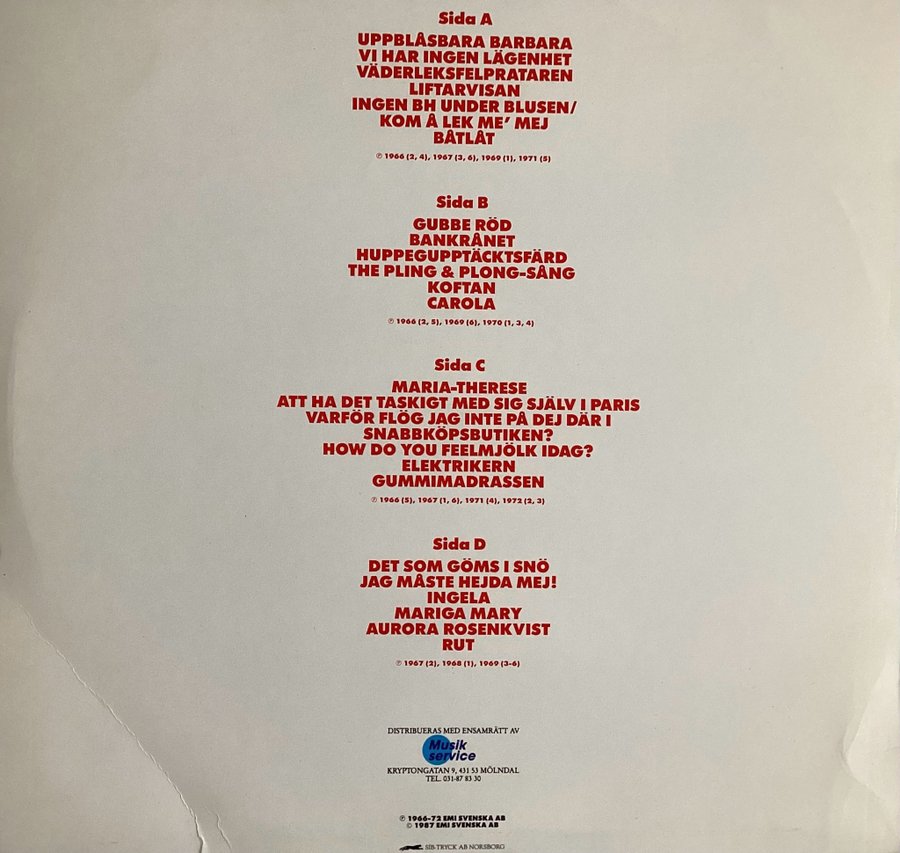 Sida A
UPPBLÅSBARA BARBARA
VI HAR INGEN LÄGENHET
VÄDERLEKSFELPRATAREN
LIFTARVISAN
INGEN BH UNDER BLUSEN/
KOM Å LEK ME’ MEJ
BÅTLÅT
℗ 1966 (2, 4), 1967 (3, 6), 1969 (1), 1971 (5)
Sida B
GUBBE RÖD
BANKRÅNET
HUPPEGUPPTÄCKTSFÄRD
THE PLING & PLONG-SÅNG
KOFTAN
CAROLA
℗ 1966 (2, 5), 1969 (6), 1970 (1, 3, 4)
Sida C
MARIA-THERESE
ATT HA DET TASKIGT MED SIG SJÄLV I PARIS
VARFÖR FLÖG JAG INTE PÅ DEJ DÄR I
SNABBKÖPSBUTIKEN?
HOW DO YOU FEELMJÖLK IDAG?
ELEKTRIKERN
GUMMIMADRASSEN
℗ 1966 (5), 1967 (1, 6), 1971 (4), 1972 (2, 3)
Sida D
DET SOM GÖMS I SNÖ
JAG MÅSTE HEJDA MEJ!
INGELA
MARIGA MARY
AURORA ROSENKVIST
RUT
℗ 1967 (2), 1968 (1), 1969 (3-6)
DISTRIBUERAS MED ENSAMRÄTT AV
Musik
service
KRYPTONGATAN 9, 431 53 MÖLNDAL
TEL. 031-87 83 30
℗ 1966-72 EMI SVENSKA AB
© 1987 EMI SVENSKA AB
SIB-TRYCK AB NORSBORG